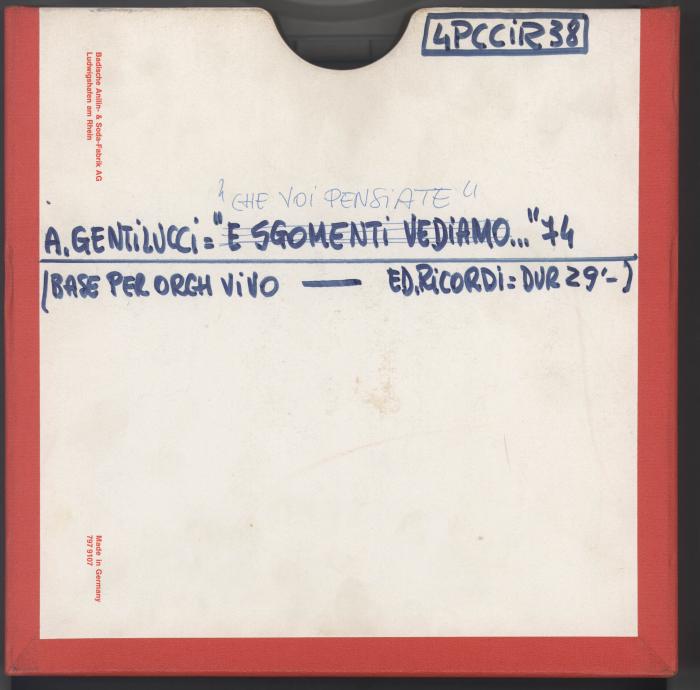 4PCCiR38
Badische Anilin- & Soda-Fabrik AG
Ludwigshafen am Rhein
"CHE VOi PENSiATE"
A. GENTiLUCCi = "E SGOMENTi VEDiAMO..." 74
(BASE PER ORCH ViVO — ED. RiCORDi = DUR 29'-)
Made in Germany
797 9107